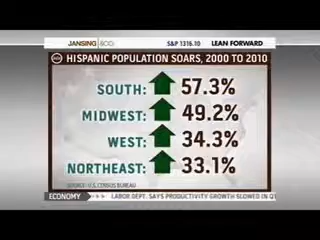 JANSING &CO. S&P 1316.10 LEAN FORWARD
HISPANIC POPULATION SOARS, 2000 TO 2010
SOUTH: 57.3%
MIDWEST: 49.2%
WEST: 34.3%
NORTHEAST: 33.1%
SOURCE: U.S. CENSUS BUREAU
ECONOMY LABOR DEPT. SAYS PRODUCTIVITY GROWTH SLOWED IN Q1